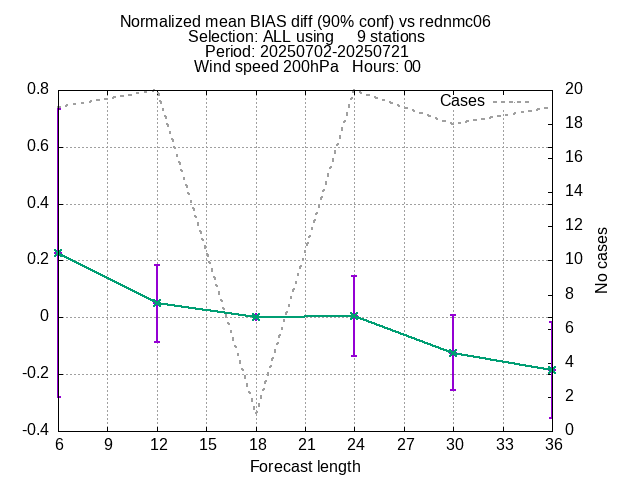 Normalized mean BIAS diff (90% conf) vs rednmc06
Selection: ALL using     9 stations
Period: 20250702-20250721
Wind speed 200hPa   Hours: 00
Cases
0.8
0.6
0.4
0.2
0
-0.2
-0.4
20
18
16
14
12
10
8
6
4
2
0
No cases
6 9 12 15 18 21 24 27 30 33 36
Forecast length